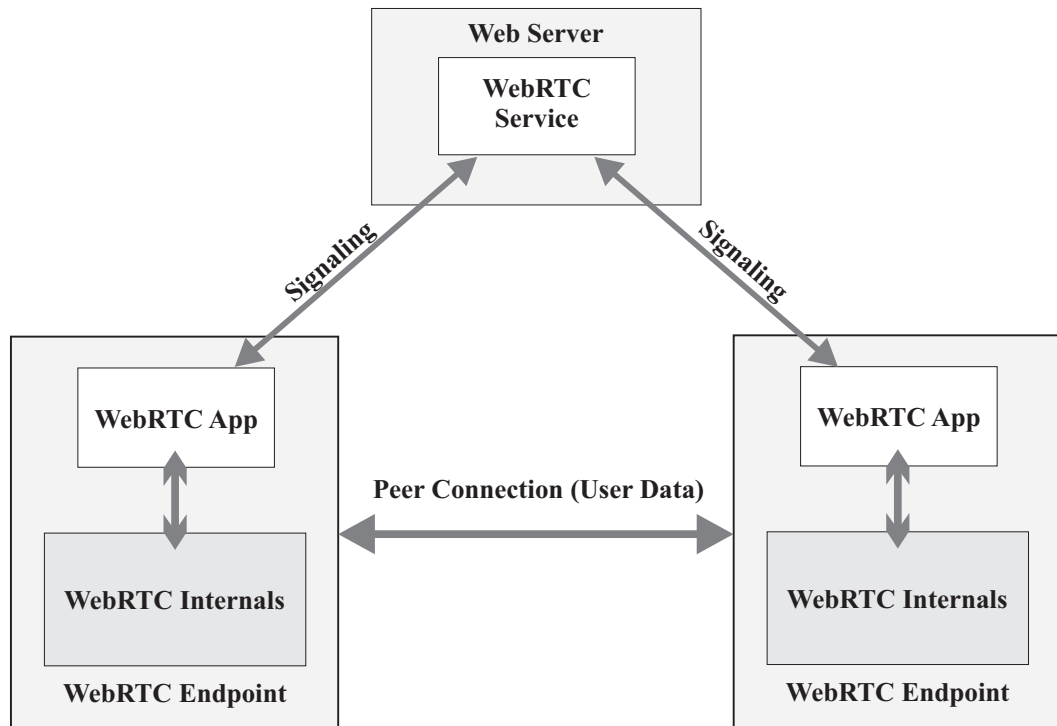 Web Server
WebRTC
Service
Signaling
Signaling
WebRTC App
WebRTC App
Peer Connection (User Data)
WebRTC Internals
WebRTC Internals
WebRTC Endpoint
WebRTC Endpoint